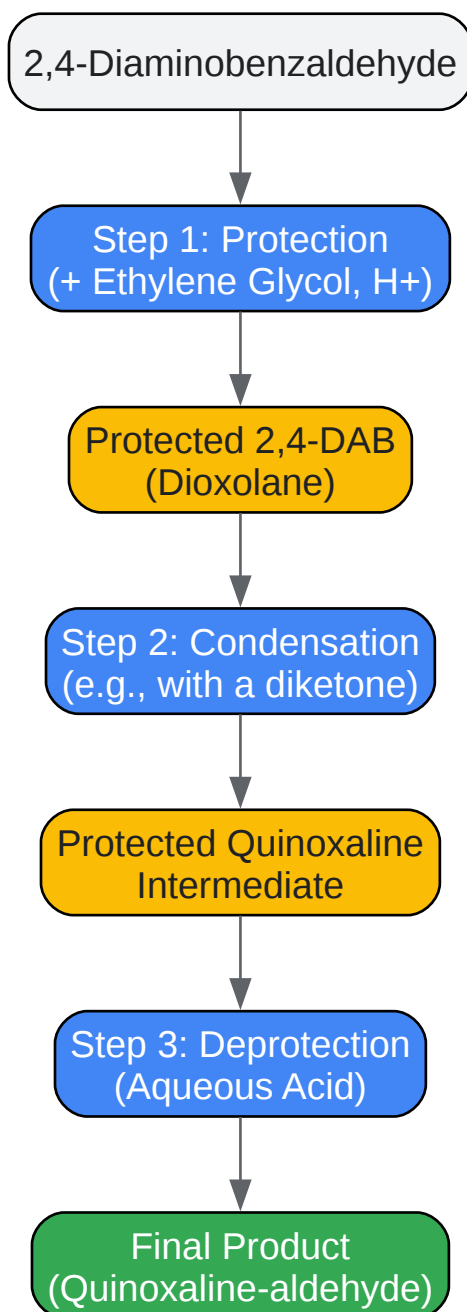 2,4-Diaminobenzaldehyde
Step 1: Protection
(+ Ethylene Glycol, H+)
Protected 2,4-DAB
(Dioxolane)
Step 2: Condensation
(e.g., with a diketone)
Protected Quinoxaline
Intermediate
Step 3: Deprotection
(Aqueous Acid)
Final Product
(Quinoxaline-aldehyde)